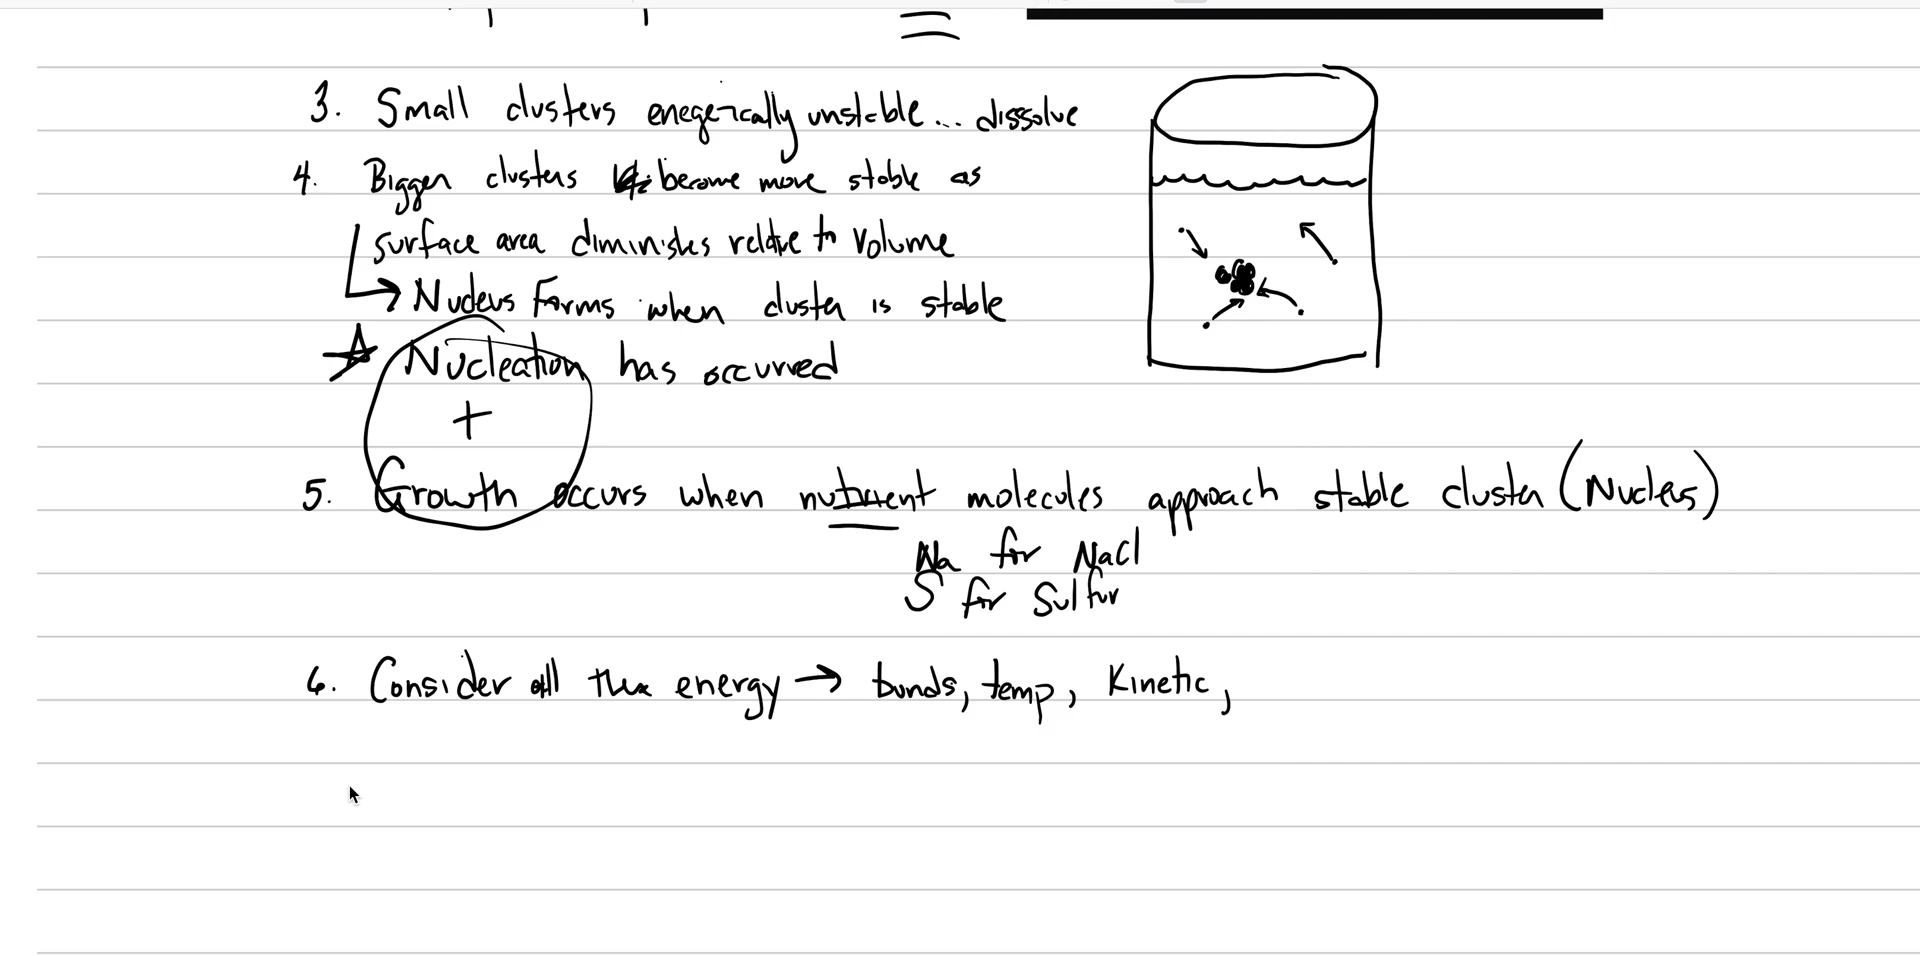 3. Small clusters enegerically unstable... dissolve
4. Bigger clusters become more stable as
surface area diminishes relative to Volume
→ Nucleus Forms when cluster is stable
☆ Nucleation has occurred
+
5. Growth occurs when nutrient molecules approach stable cluster (Nucleus)
Na for NaCl
S for Sulfur
6. Consider all the energy → bonds, temp, Kinetic,